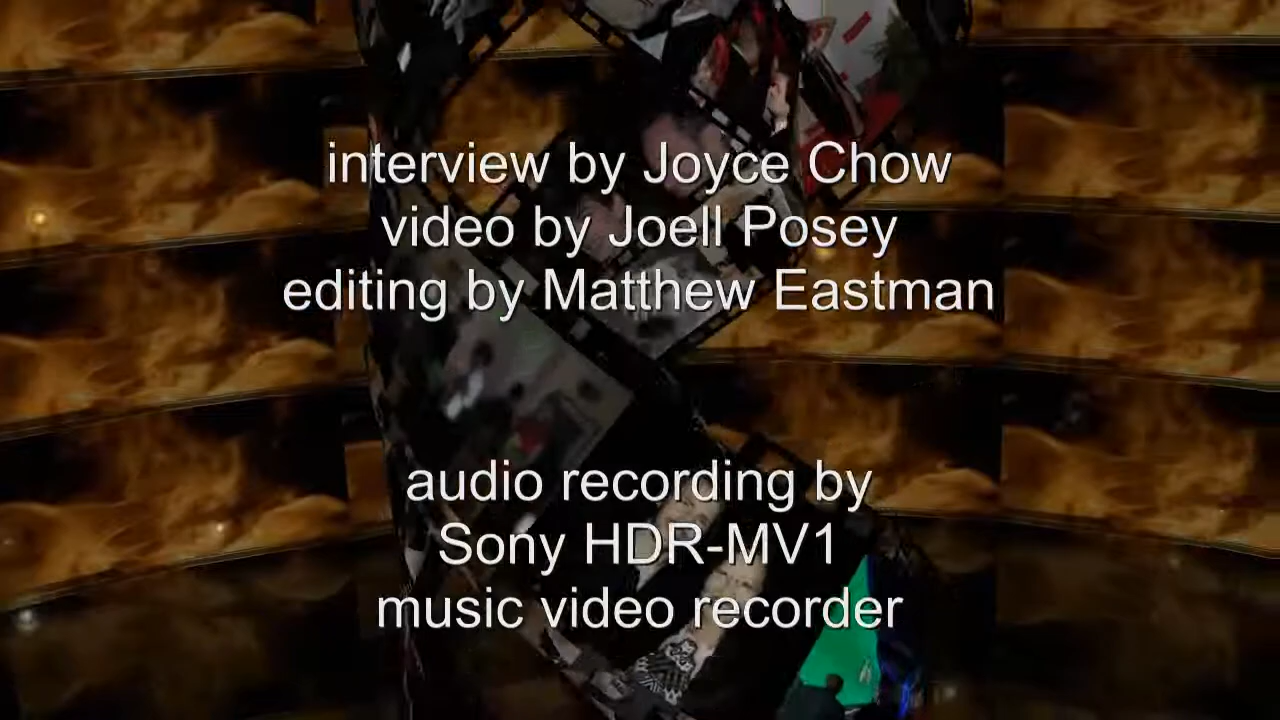 interview by Joyce Chow
video by Joell Posey
editing by Matthew Eastman
audio recording by
Sony HDR-MV1
music video recorder